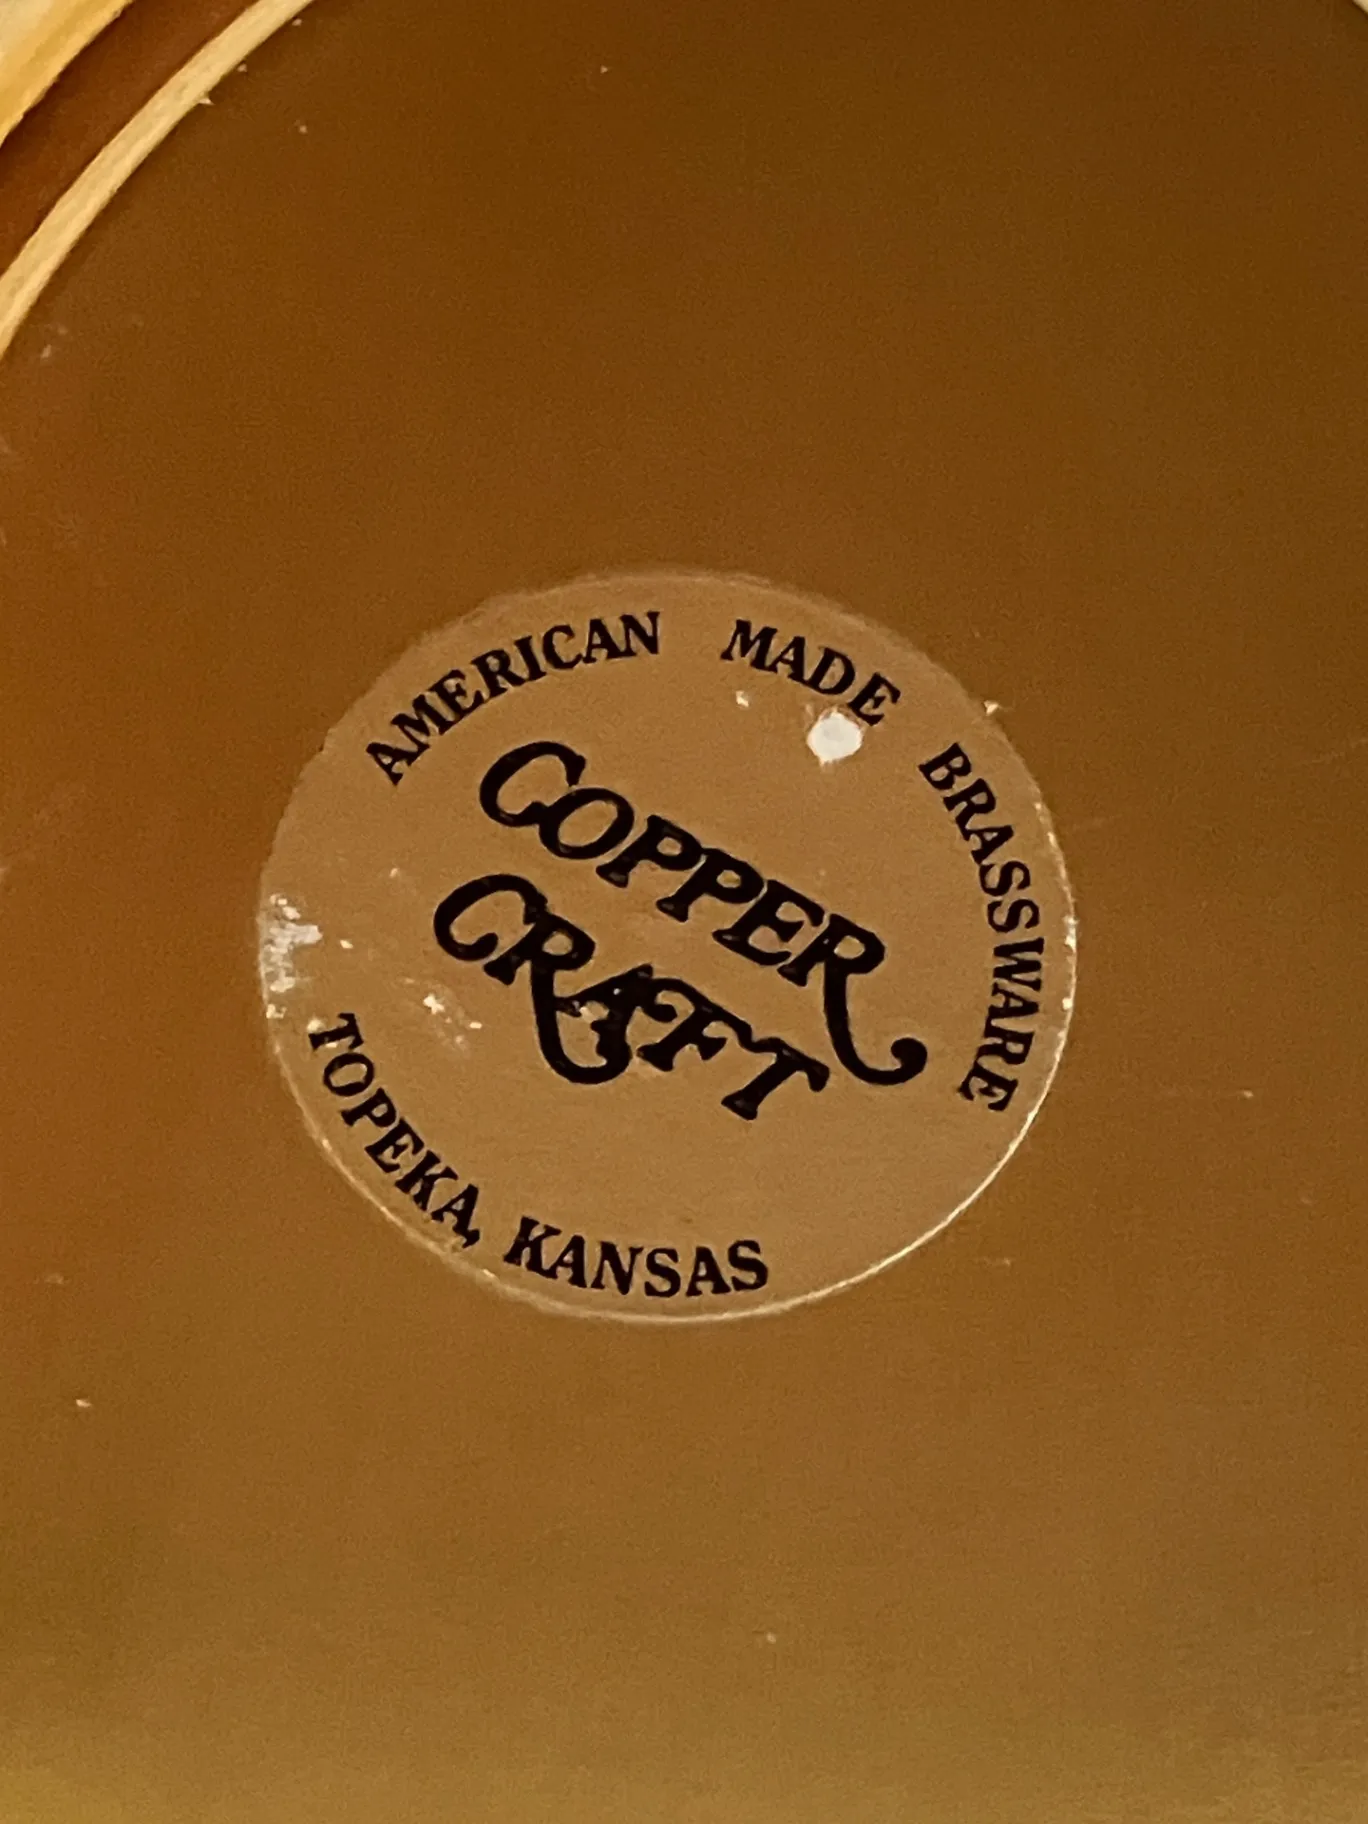 AMERICAN MADE BRASSWARE
COPPER
CRAFT
TOPEKA, KANSAS